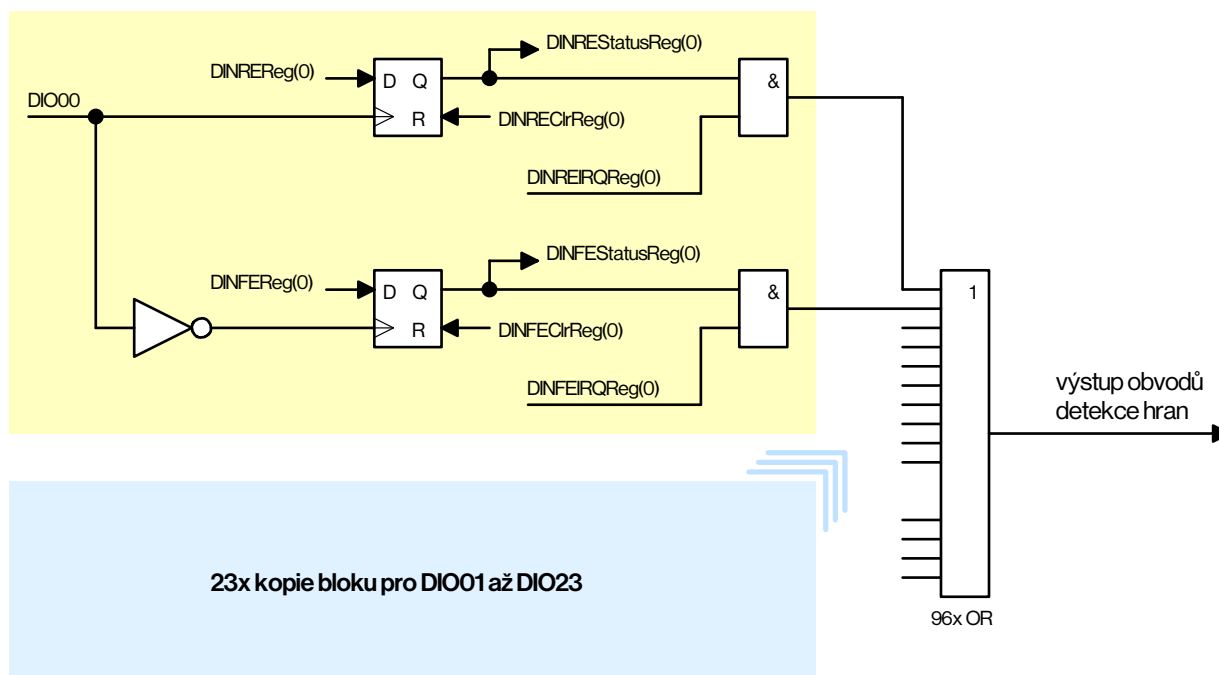 DINREStatusReg(0)
DINREReg(0)
D Q
&
DIO00
R
DINREClrReg(0)
DINREIRQReg(0)
DINFEStatusReg(0)
DINFEReg(0)
D Q
&
1
R
DINFEClrReg(0)
DINFEIRQReg(0)
výstup obvodů
detekce hran
23x kopie bloku pro DIO01 až DIO23
96x OR